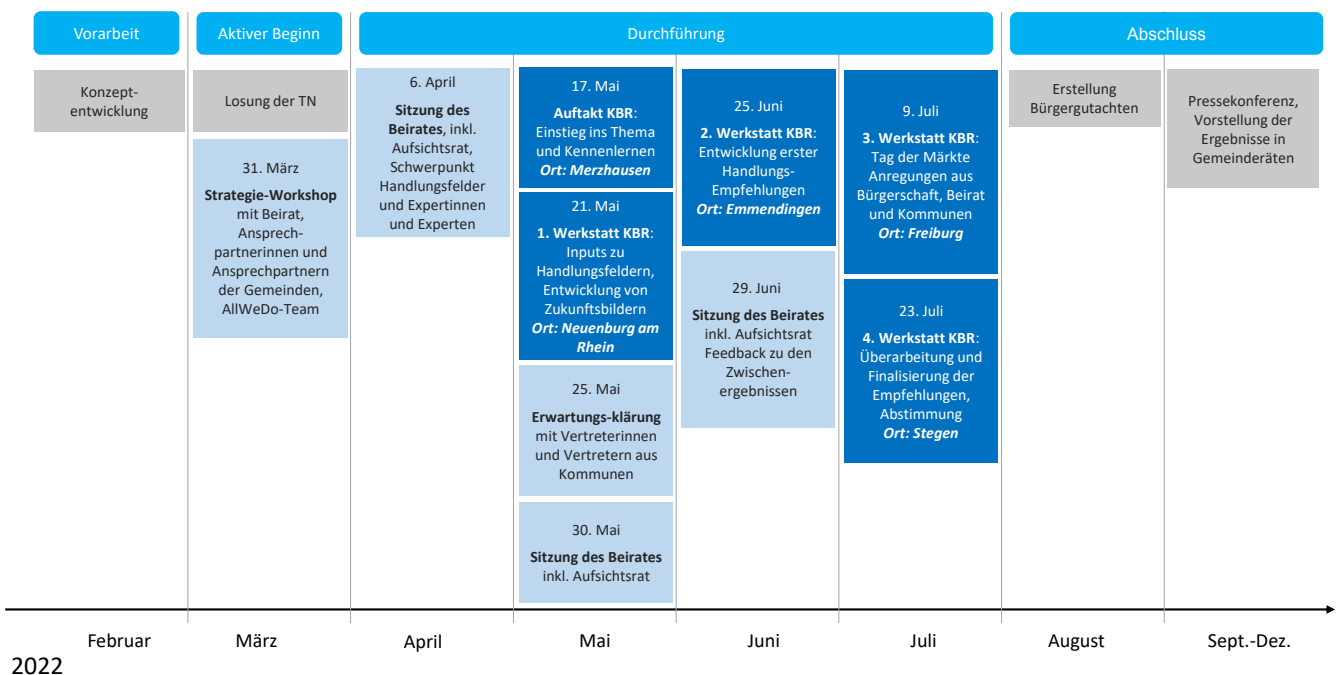 Vorarbeit
Aktiver Beginn
Durchführung
Abschluss
Konzept-
entwicklung
Losung der TN
31. März
Strategie-Workshop
mit Beirat,
Ansprech-
partnerinnen und
Ansprechpartnern
der Gemeinden,
AllWeDo-Team
6. April
Sitzung des
Beirates, inkl.
Aufsichtsrat,
Schwerpunkt
Handlungsfelder
und Expertinnen
und Experten
17. Mai
Auftakt KBR:
Einstieg ins Thema
und Kennenlernen
Ort: Merzhausen
21. Mai
1. Werkstatt KBR:
Inputs zu
Handlungsfeldern,
Entwicklung von
Zukunftsbildern
Ort: Neuenburg am
Rhein
25. Mai
Erwartungs-klärung
mit Vertreterinnen
und Vertretern aus
Kommunen
30. Mai
Sitzung des Beirates
inkl. Aufsichtsrat
25. Juni
2. Werkstatt KBR:
Entwicklung erster
Handlungs-
Empfehlungen
Ort: Emmendingen
29. Juni
Sitzung des Beirates
inkl. Aufsichtsrat
Feedback zu den
Zwischen-
ergebnissen
9. Juli
3. Werkstatt KBR:
Tag der Märkte
Anregungen aus
Bürgerschaft, Beirat
und Kommunen
Ort: Freiburg
23. Juli
4. Werkstatt KBR:
Überarbeitung und
Finalisierung der
Empfehlungen,
Abstimmung
Ort: Stegen
Erstellung
Bürgergutachten
Pressekonferenz,
Vorstellung der
Ergebnisse in
Gemeinderäten
Februar
März
April
Mai
Juni
Juli
August
Sept.-Dez.
2022